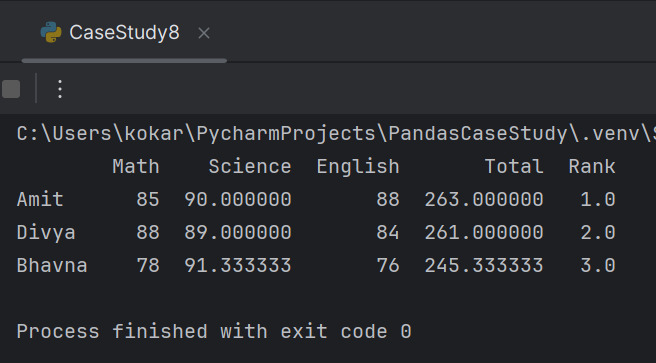 CaseStudy8
C:\Users\kokar\PycharmProjects\PandasCaseStudy\.venv\S
Math Science English Total Rank
Amit 85 90.000000 88 263.000000 1.0
Divya 88 89.000000 84 261.000000 2.0
Bhavna 78 91.333333 76 245.333333 3.0
Process finished with exit code 0